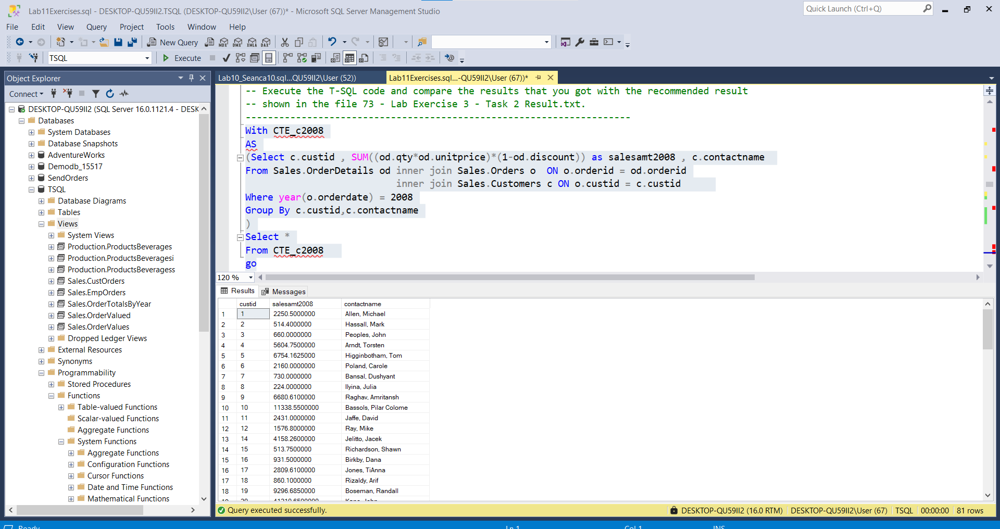 Lab11Exercises.sql - DESKTOP-QU59II2.TSQL (DESKTOP-QU59II2\User (67))* - Microsoft SQL Server Management Studio
Quick Launch (Ctrl+Q)
File Edit View Query Project Tools Window Help
New Query MDX DMX XMLA DAX
TSQL Execute
Object Explorer
Connect
DESKTOP-QU59II2 (SQL Server 16.0.1121.4 - DESK
Databases
System Databases
Database Snapshots
AdventureWorks
Demodb_15517
SendOrders
TSQL
Database Diagrams
Tables
Views
System Views
Production.ProductsBeverages
Production.ProductsBeveragesi
Production.ProductsBeveragess
Sales.CustOrders
Sales.EmpOrders
Sales.OrderTotalsByYear
Sales.OrderValued
Sales.OrderValues
Dropped Ledger Views
External Resources
Synonyms
Programmability
Stored Procedures
Functions
Table-valued Functions
Scalar-valued Functions
Aggregate Functions
System Functions
Aggregate Functions
Configuration Functions
Cursor Functions
Date and Time Functions
Mathematical Functions
Lab10_Seanca10.sql...QU59II2\User (52))
Lab11Exercises.sql...-QU59II2\User (67))*
-- Execute the T-SQL code and compare the results that you got with the recommended result
-- shown in the file 73 - Lab Exercise 3 - Task 2 Result.txt.
---------------------------------------------------------------------
With CTE_c2008
AS
(Select c.custid , SUM((od.qty*od.unitprice)*(1-od.discount)) as salesamt2008 , c.contactname
From Sales.OrderDetails od inner join Sales.Orders o  ON o.orderid = od.orderid
inner join Sales.Customers c ON o.custid = c.custid
Where year(o.orderdate) = 2008
Group By c.custid,c.contactname
)
Select *
From CTE_c2008
go
120 %
Results Messages
custid salesamt2008 contactname
1 1 2250.5000000 Allen, Michael
2 2 514.4000000 Hassall, Mark
3 3 660.0000000 Peoples, John
4 4 5604.7500000 Arndt, Torsten
5 5 6754.1625000 Higginbotham, Tom
6 6 2160.0000000 Poland, Carole
7 7 730.0000000 Bansal, Dushyant
8 8 224.0000000 Ilyina, Julia
9 9 6680.6100000 Raghav, Amritansh
10 10 11338.5500000 Bassols, Pilar Colome
11 11 2431.0000000 Jaffe, David
12 12 1576.8000000 Ray, Mike
13 14 4158.2600000 Jelitto, Jacek
14 15 513.7500000 Richardson, Shawn
15 16 931.5000000 Birkby, Dana
16 17 2809.6100000 Jones, TiAnna
17 18 860.1000000 Rizaldy, Arif
18 19 9296.6850000 Boseman, Randall
Query executed successfully.
DESKTOP-QU59II2 (16.0 RTM) DESKTOP-QU59II2\User (67) TSQL 00:00:00 81 rows
Ready Ln 1 Col 1 INS